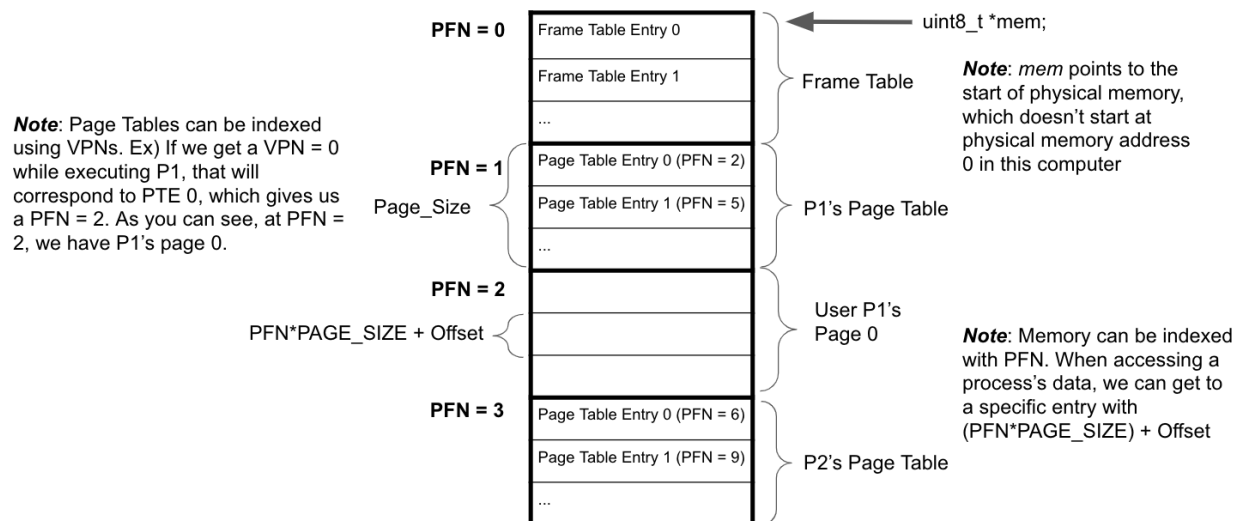 PFN = 0
Frame Table Entry 0
Frame Table Entry 1
...
Frame Table
uint8_t *mem;
Note: mem points to the
start of physical memory,
which doesn't start at
physical memory address
0 in this computer
Note: Page Tables can be indexed
using VPNs. Ex) If we get a VPN = 0
while executing P1, that will
correspond to PTE 0, which gives us
a PFN = 2. As you can see, at PFN =
2, we have P1's page 0.
PFN = 1
Page_Size
Page Table Entry 0 (PFN = 2)
Page Table Entry 1 (PFN = 5)
...
P1's Page Table
PFN = 2
PFN*PAGE_SIZE + Offset
User P1's
Page 0
Note: Memory can be indexed
with PFN. When accessing a
process's data, we can get to
a specific entry with
(PFN*PAGE_SIZE) + Offset
PFN = 3
Page Table Entry 0 (PFN = 6)
Page Table Entry 1 (PFN = 9)
...
P2's Page Table